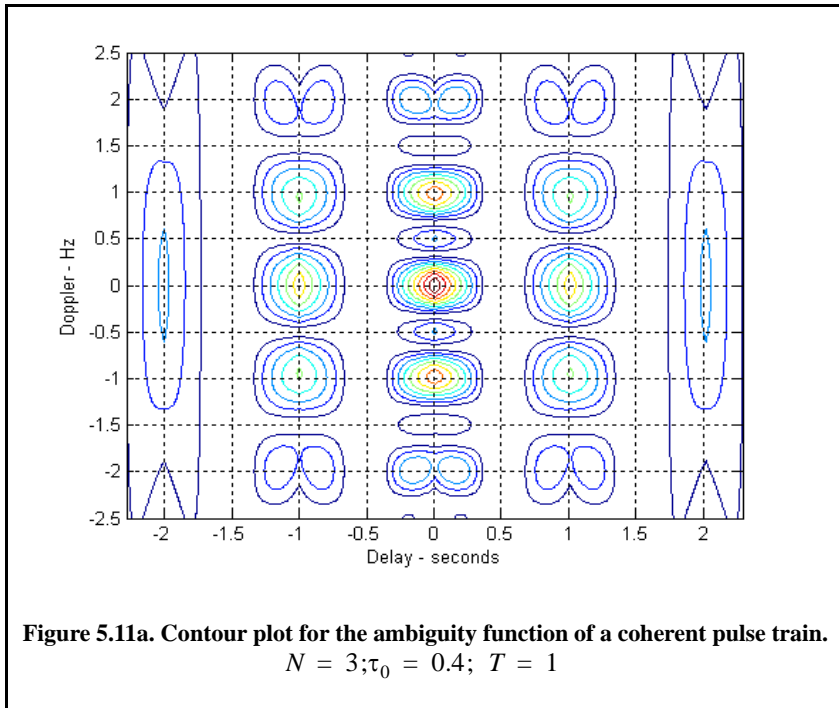 2.5
2
1.5
1
0.5
0
-0.5
-1
-1.5
-2
-2.5
Doppler - Hz
-2 -1.5 -1 -0.5 0 0.5 1 1.5 2
Delay - seconds
Figure 5.11a. Contour plot for the ambiguity function of a coherent pulse train.
N = 3;τ₀ = 0.4; T = 1